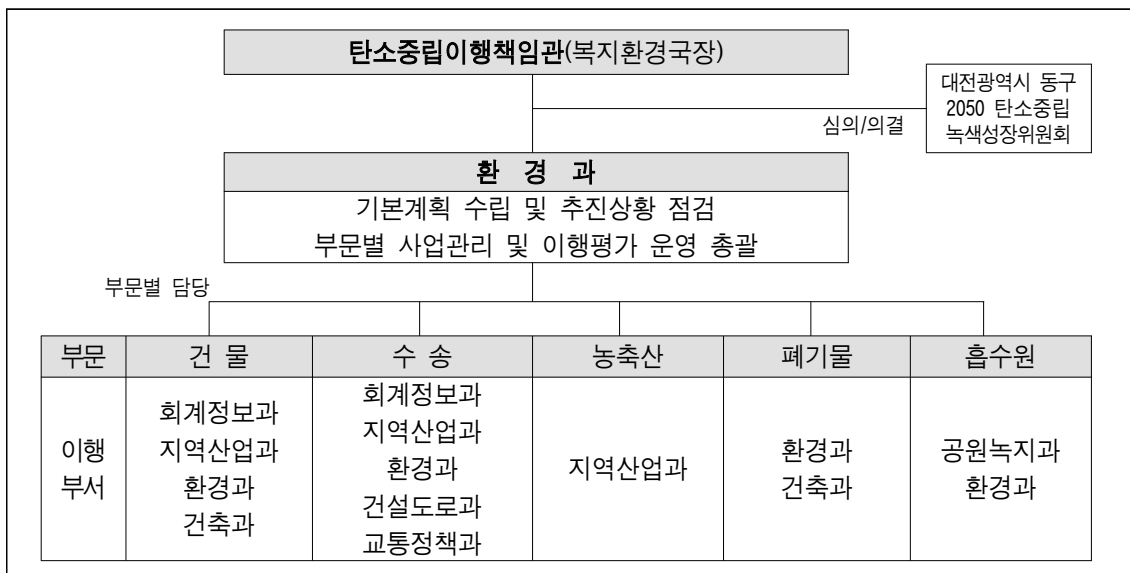 탄소중립이행책임관(복지환경국장)
대전광역시 동구
2050 탄소중립
녹색성장위원회
심의/의결
환 경 과
기본계획 수립 및 추진상황 점검
부문별 사업관리 및 이행평가 운영 총괄
부문별 담당
부문 건 물 수 송 농축산 폐기물 흡수원
이행
부서
회계정보과
지역산업과
환경과
건축과
회계정보과
지역산업과
환경과
건설도로과
교통정책과
지역산업과
환경과
건축과
공원녹지과
환경과